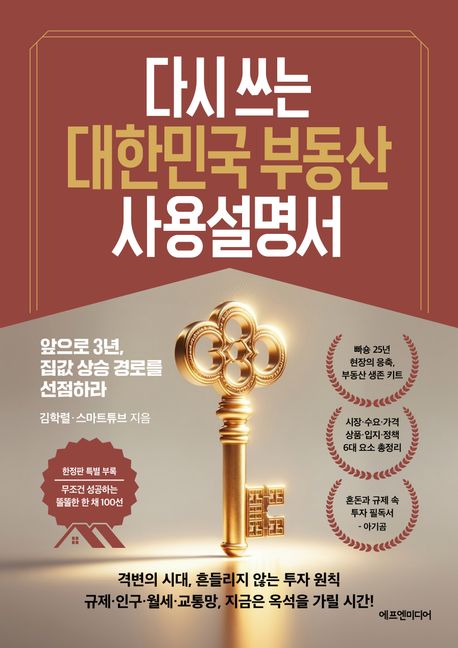 다시 쓰는
대한민국 부동산
사용설명서
앞으로 3년,
집값 상승 경로를
선점하라
김학렬·스마트튜브 지음
빠숑 25년
현장의 응축,
부동산 생존 키트
시장·수요·가격
상품·입지·정책
6대 요소 총정리
혼돈과 규제 속
투자 필독서
- 아기곰
한정판 특별 부록
무조건 성공하는
똘똘한 한 채 100선
격변의 시대, 흔들리지 않는 투자 원칙
규제·인구·월세·교통망, 지금은 옥석을 가릴 시간!
에프엔미디어